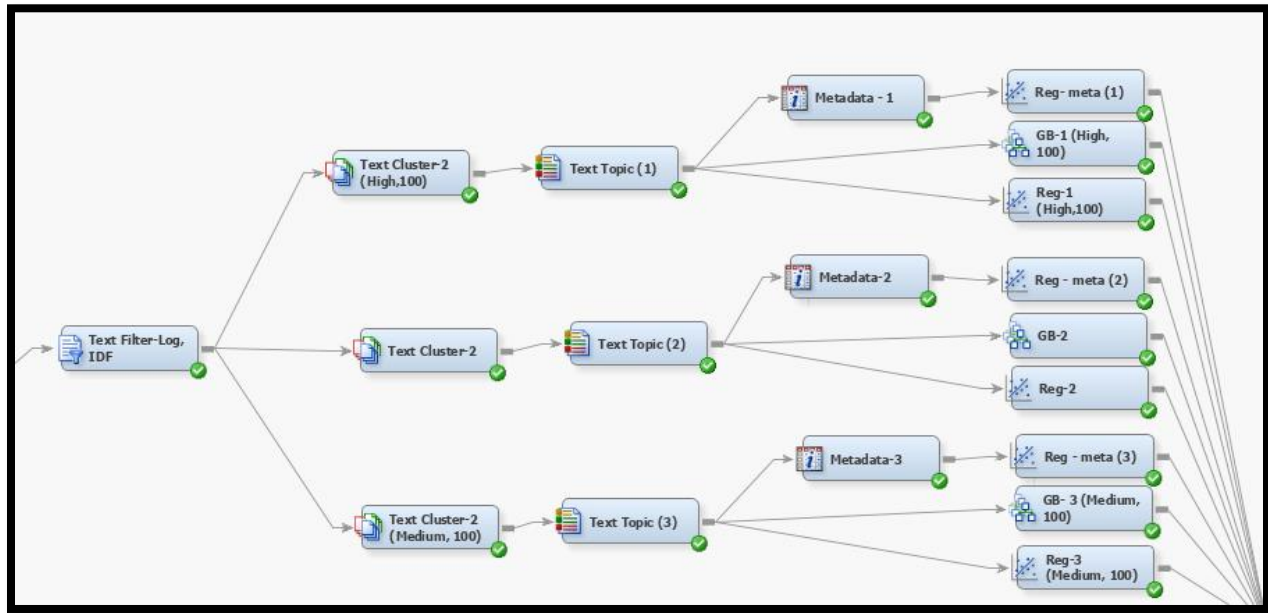 Metadata - 1
Reg- meta (1)
GB-1 (High,
100)
Text Cluster-2
(High,100)
Text Topic (1)
Reg-1
(High,100)
Metadata-2
Reg - meta (2)
Text Filter-Log,
IDF
Text Cluster-2
Text Topic (2)
GB-2
Reg-2
Metadata-3
Reg - meta (3)
GB- 3 (Medium,
100)
Text Cluster-2
(Medium, 100)
Text Topic (3)
Reg-3
(Medium, 100)